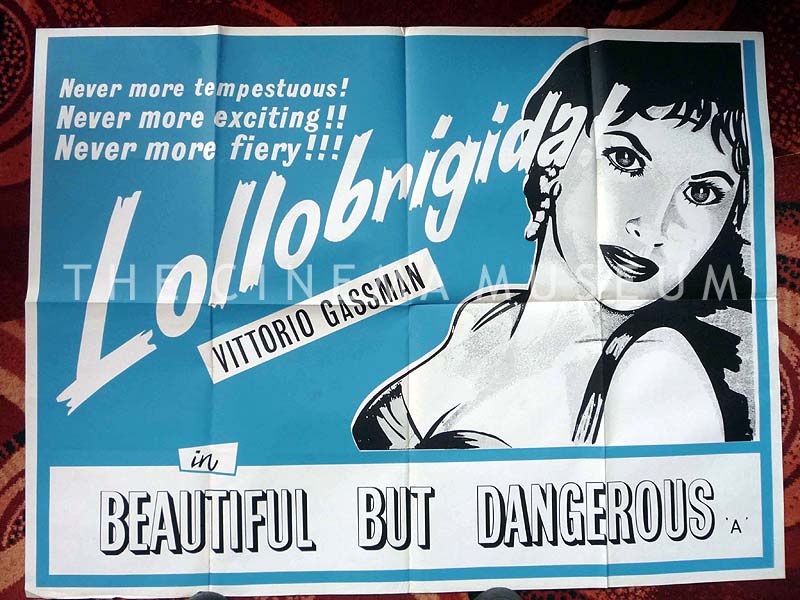 Never more tempestuous!
Never more exciting!!
Never more fiery!!!
Lollobrigida!
THE CINEMA MUSEUM
VITTORIO GASSMAN
in
BEAUTIFUL BUT DANGEROUS 'A'